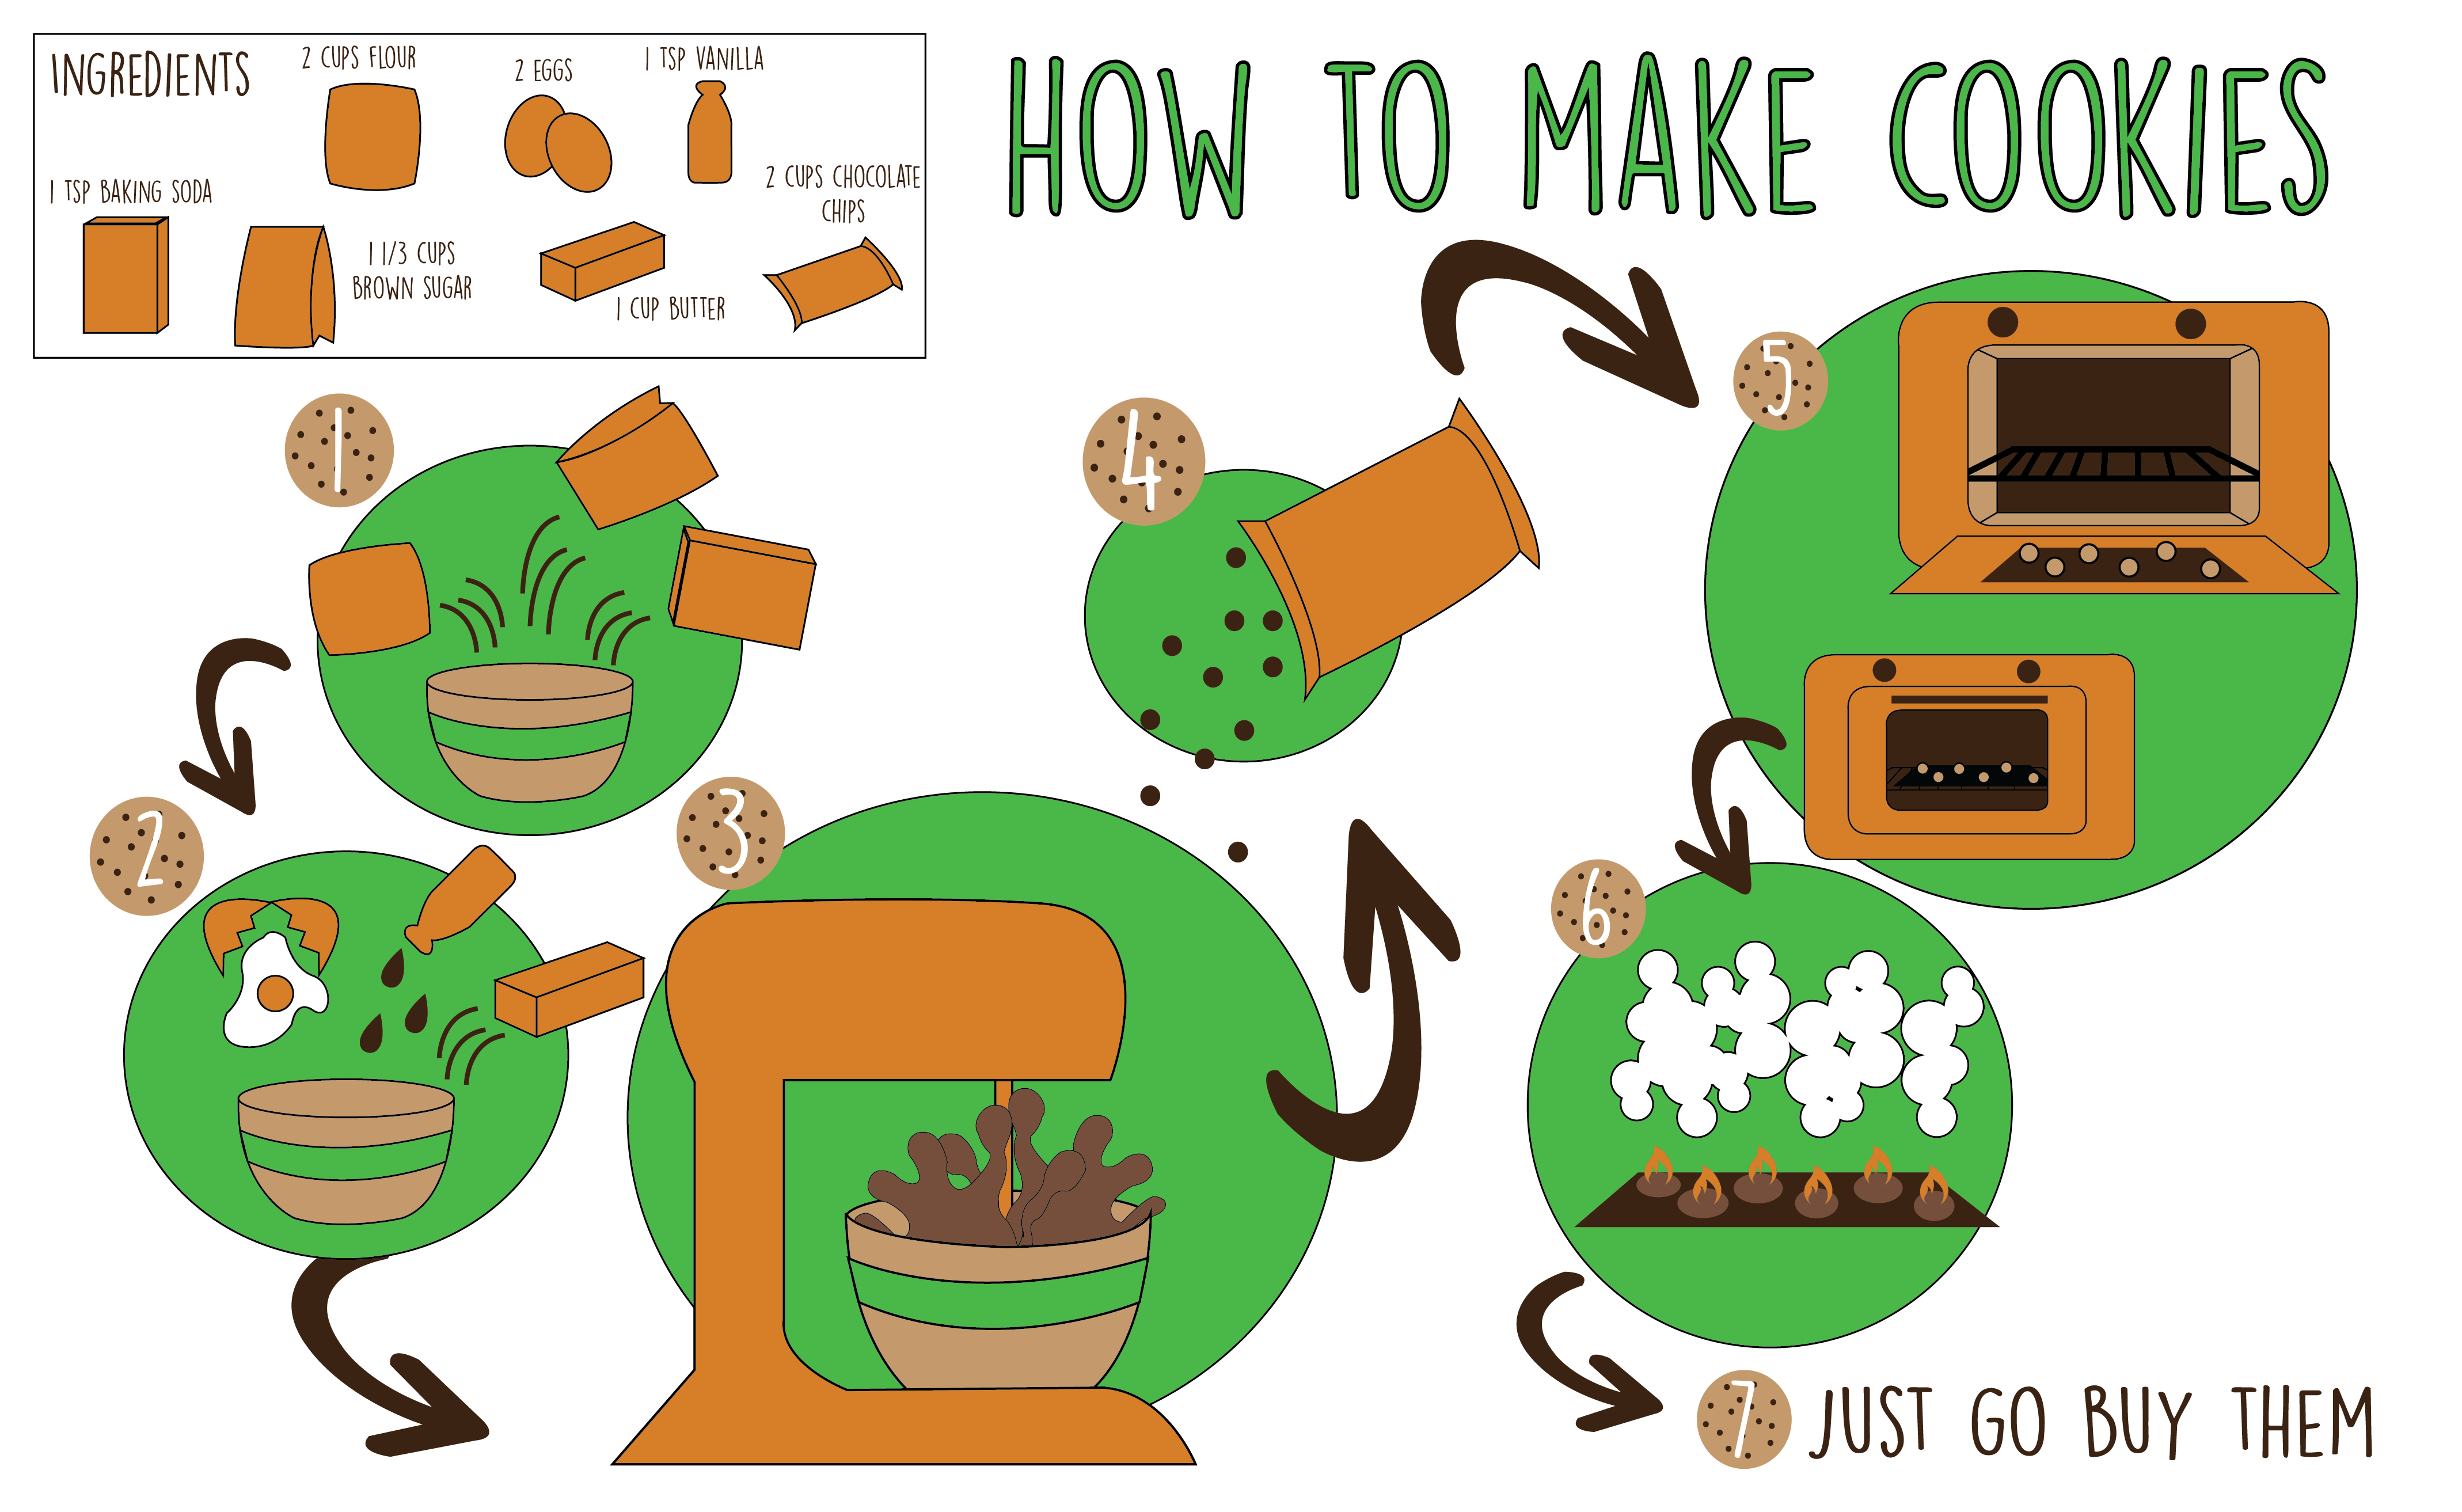 HOW TO MAKE COOKIES
INGREDIENTS
2 CUPS FLOUR
2 EGGS
1 TSP VANILLA
1 TSP BAKING SODA
1 1/3 CUPS
BROWN SUGAR
1 CUP BUTTER
2 CUPS CHOCOLATE
CHIPS
1
2
3
4
5
6
7 JUST GO BUY THEM